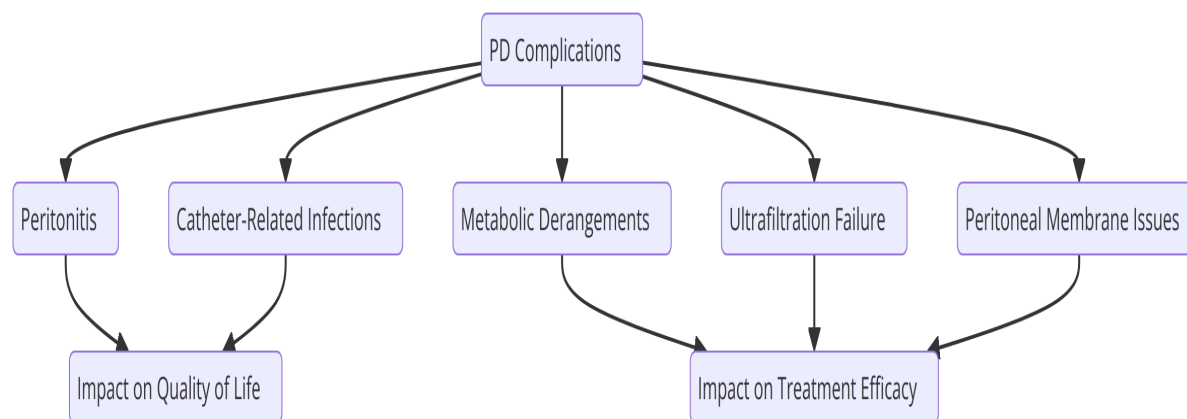 PD Complications
Peritonitis
Catheter-Related Infections
Metabolic Derangements
Ultrafiltration Failure
Peritoneal Membrane Issues
Impact on Quality of Life
Impact on Treatment Efficacy